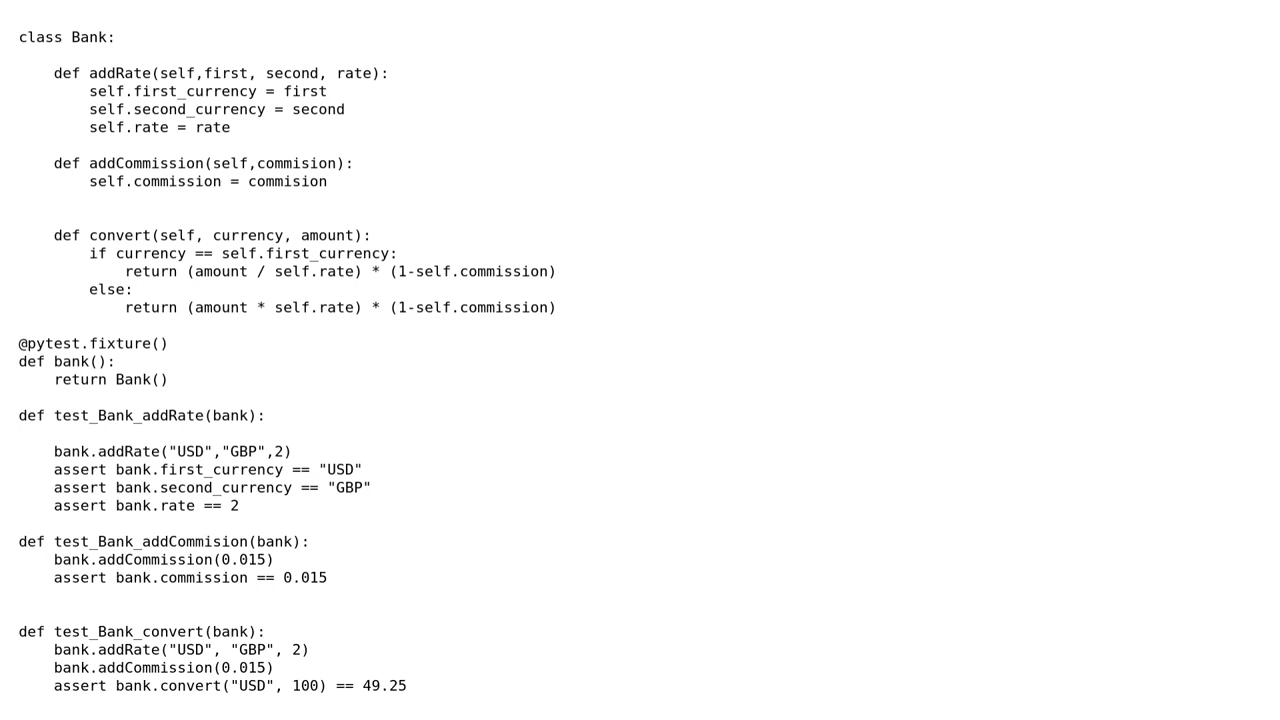 class Bank:
    def addRate(self,first, second, rate):
        self.first_currency = first
        self.second_currency = second
        self.rate = rate
    def addCommission(self,commision):
        self.commission = commision
    def convert(self, currency, amount):
        if currency == self.first_currency:
            return (amount / self.rate) * (1-self.commission)
        else:
            return (amount * self.rate) * (1-self.commission)
@pytest.fixture()
def bank():
    return Bank()
def test_Bank_addRate(bank):
    bank.addRate("USD","GBP",2)
    assert bank.first_currency == "USD"
    assert bank.second_currency == "GBP"
    assert bank.rate == 2
def test_Bank_addCommision(bank):
    bank.addCommission(0.015)
    assert bank.commission == 0.015
def test_Bank_convert(bank):
    bank.addRate("USD", "GBP", 2)
    bank.addCommission(0.015)
    assert bank.convert("USD", 100) == 49.25